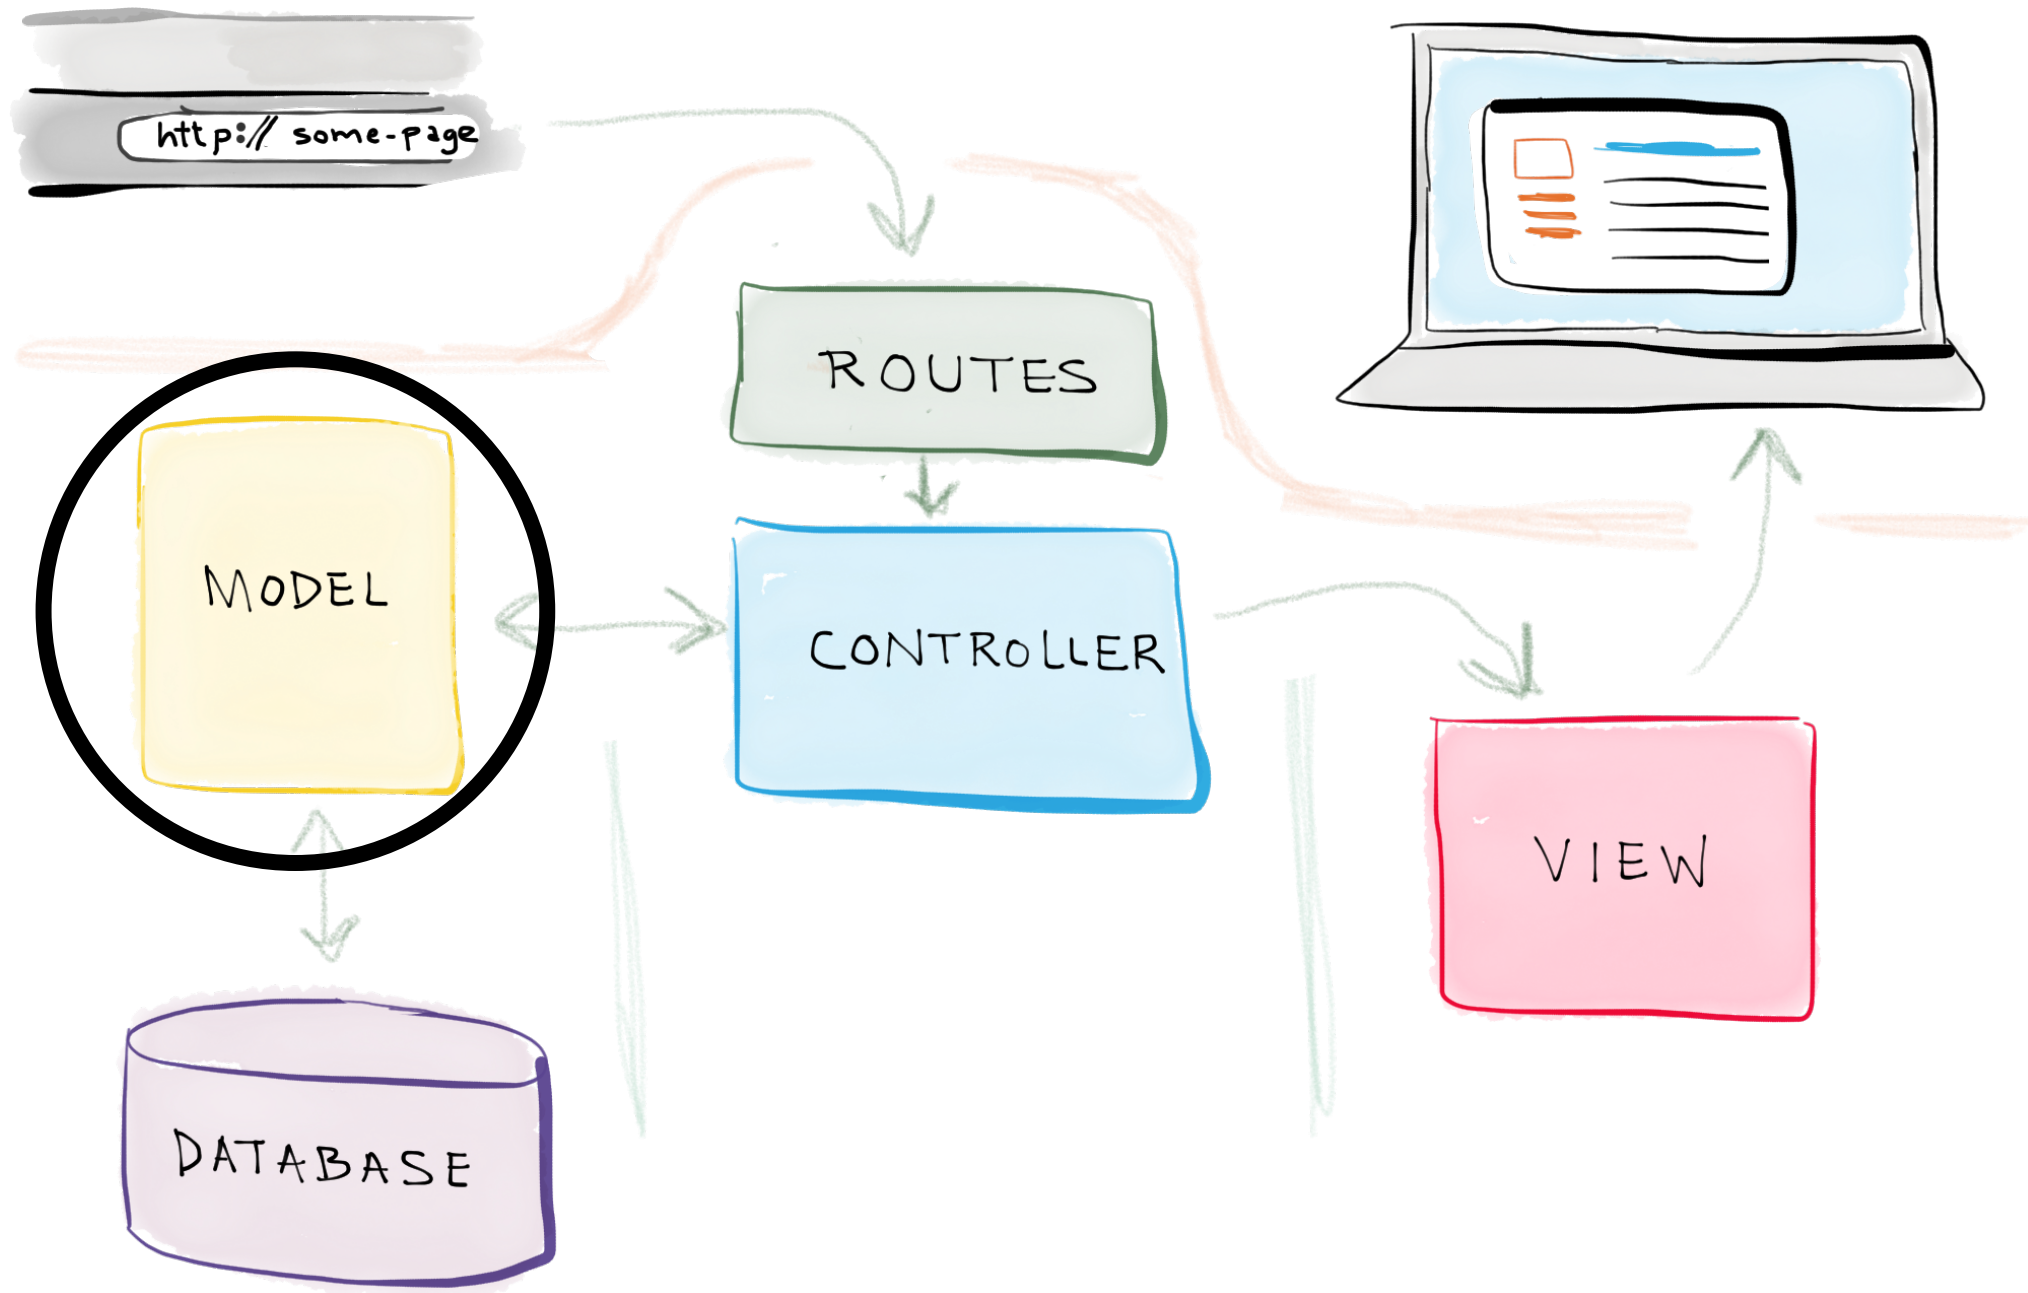 http:// some-page
ROUTES
MODEL
CONTROLLER
VIEW
DATABASE